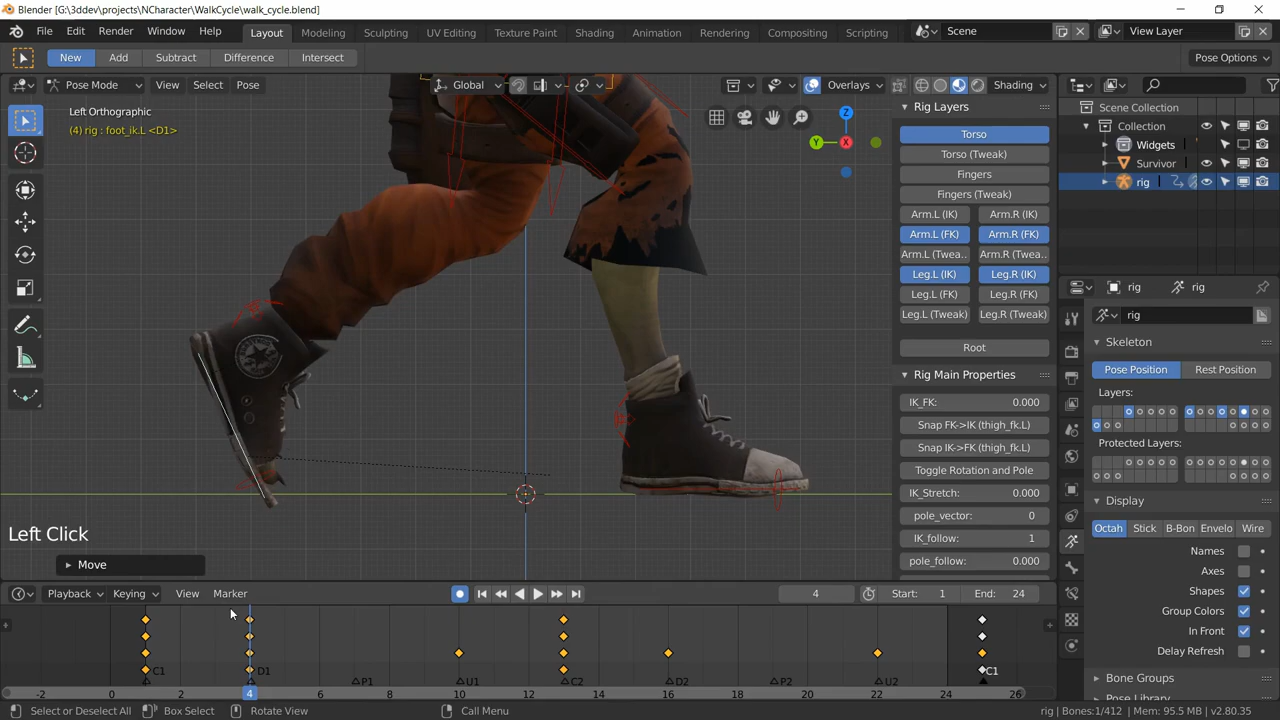 Blender [G:\3ddev\projects\NCharacter\WalkCycle\walk_cycle.blend]
File Edit Render Window Help Layout Modeling Sculpting UV Editing Texture Paint Shading Animation Rendering Compositing Scripting Scene View Layer
New Add Subtract Difference Intersect Pose Options
Pose Mode View Select Pose Global Overlays Shading
Left Orthographic
(4) rig : foot_ik.L <D1>
Z
Y
X
Rig Layers
Torso
Torso (Tweak)
Fingers
Fingers (Tweak)
Arm.L (IK) Arm.R (IK)
Arm.L (FK) Arm.R (FK)
Arm.L (Twea.. Arm.R (Twea..
Leg.L (IK) Leg.R (IK)
Leg.L (FK) Leg.R (FK)
Leg.L (Tweak) Leg.R (Tweak)
Root
Rig Main Properties
IK_FK: 0.000
Snap FK->IK (thigh_fk.L)
Snap IK->FK (thigh_fk.L)
Toggle Rotation and Pole
IK_Stretch: 0.000
pole_vector: 0
IK_follow: 1
pole_follow: 0.000
Scene Collection
Collection
Widgets
Survivor
rig
rig rig
rig
Skeleton
Pose Position Rest Position
Layers:
Protected Layers:
Display
Octah Stick B-Bon Envelo Wire
Names
Axes
Shapes
Group Colors
In Front
Delay Refresh
Bone Groups
Pose Library
Left Click
Move
Playback Keying View Marker 4 Start: 1 End: 24
C1 D1 P1 U1 C2 D2 P2 U2 C1
-2 0 2 4 6 8 10 12 14 16 18 20 22 24 26
Select or Deselect All Box Select Rotate View Call Menu rig | Bones:1/412 | Mem: 95.5 MB | v2.80.35